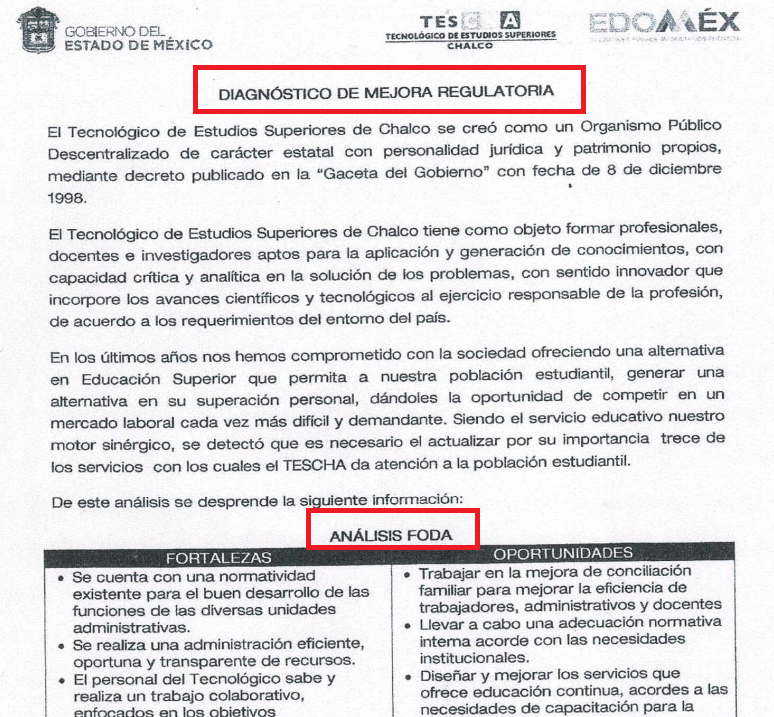 GOBIERNO DEL
ESTADO DE MÉXICO
TES A
TECNOLÓGICO DE ESTUDIOS SUPERIORES
CHALCO
EDOMÉX
DIAGNÓSTICO DE MEJORA REGULATORIA
El Tecnológico de Estudios Superiores de Chalco se creó como un Organismo Público
Descentralizado de carácter estatal con personalidad jurídica y patrimonio propios,
mediante decreto publicado en la “Gaceta del Gobierno” con fecha de 8 de diciembre
1998.
El Tecnológico de Estudios Superiores de Chalco tiene como objeto formar profesionales,
docentes e investigadores aptos para la aplicación y generación de conocimientos, con
capacidad crítica y analítica en la solución de los problemas, con sentido innovador que
incorpore los avances científicos y tecnológicos al ejercicio responsable de la profesión,
de acuerdo a los requerimientos del entorno del país.
En los últimos años nos hemos comprometido con la sociedad ofreciendo una alternativa
en Educación Superior que permita a nuestra población estudiantil, generar una
alternativa en su superación personal, dándoles la oportunidad de competir en un
mercado laboral cada vez más difícil y demandante. Siendo el servicio educativo nuestro
motor sinérgico, se detectó que es necesario el actualizar por su importancia trece de
los servicios con los cuales el TESCHA da atención a la población estudiantil.
De este análisis se desprende la siguiente información:
ANÁLISIS FODA
FORTALEZAS
• Se cuenta con una normatividad
existente para el buen desarrollo de las
funciones de las diversas unidades
administrativas.
• Se realiza una administración eficiente,
oportuna y transparente de recursos.
• El personal del Tecnológico sabe y
realiza un trabajo colaborativo,
enfocados en los objetivos
OPORTUNIDADES
• Trabajar en la mejora de conciliación
familiar para mejorar la eficiencia de
trabajadores, administrativos y docentes
• Llevar a cabo una adecuación normativa
interna acorde con las necesidades
institucionales.
• Diseñar y mejorar los servicios que
ofrece educación continua, acordes a las
necesidades de capacitación para la